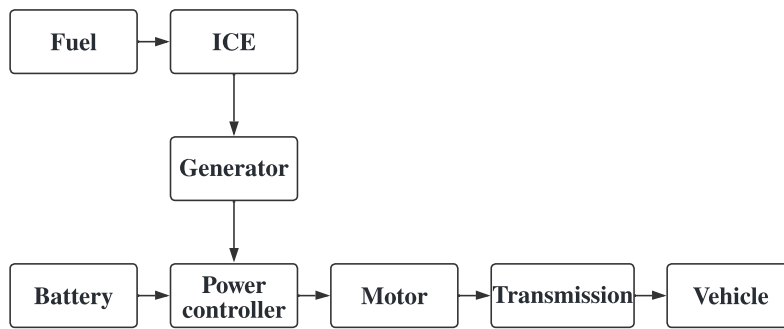 Fuel
ICE
Generator
Battery
Power
controller
Motor
Transmission
Vehicle